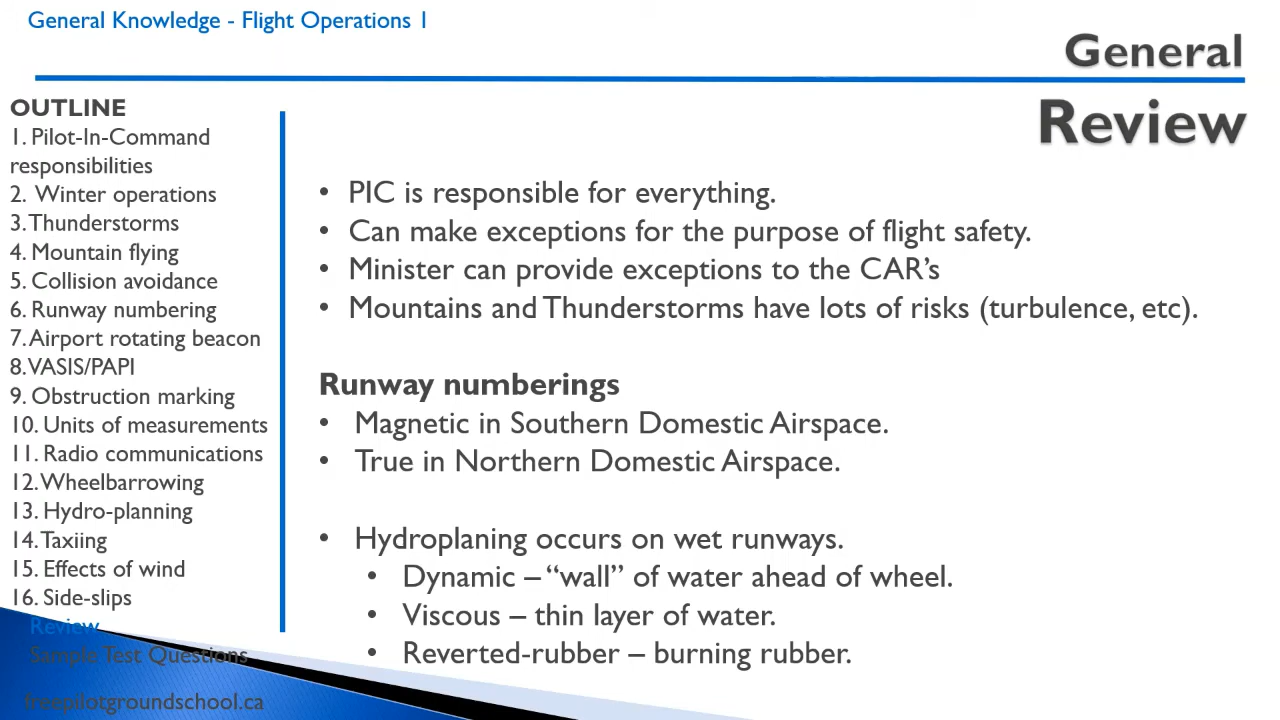 General Knowledge - Flight Operations 1
General
Review
OUTLINE
1. Pilot-In-Command
responsibilities
2. Winter operations
3. Thunderstorms
4. Mountain flying
5. Collision avoidance
6. Runway numbering
7. Airport rotating beacon
8. VASIS/PAPI
9. Obstruction marking
10. Units of measurements
11. Radio communications
12. Wheelbarrowing
13. Hydro-planning
14. Taxiing
15. Effects of wind
16. Side-slips
Review
Sample Test Questions
freepilotgroundschool.ca
• PIC is responsible for everything.
• Can make exceptions for the purpose of flight safety.
• Minister can provide exceptions to the CAR’s
• Mountains and Thunderstorms have lots of risks (turbulence, etc).
Runway numberings
• Magnetic in Southern Domestic Airspace.
• True in Northern Domestic Airspace.
• Hydroplaning occurs on wet runways.
• Dynamic – “wall” of water ahead of wheel.
• Viscous – thin layer of water.
• Reverted-rubber – burning rubber.